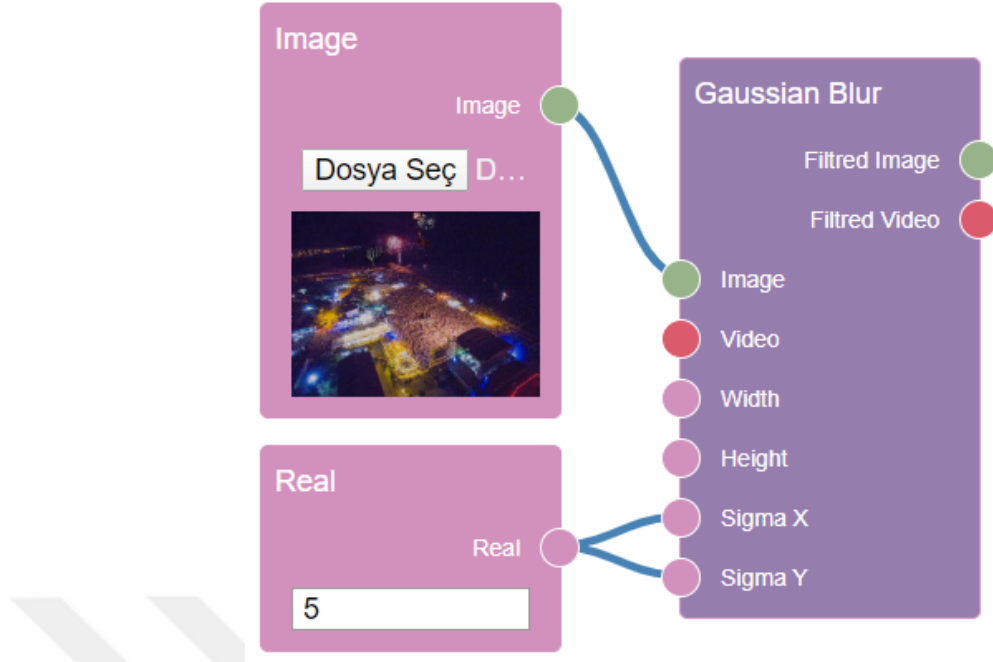 Image
Image
Dosya Seç D...
Real
Real
5
Gaussian Blur
Filtred Image
Filtred Video
Image
Video
Width
Height
Sigma X
Sigma Y